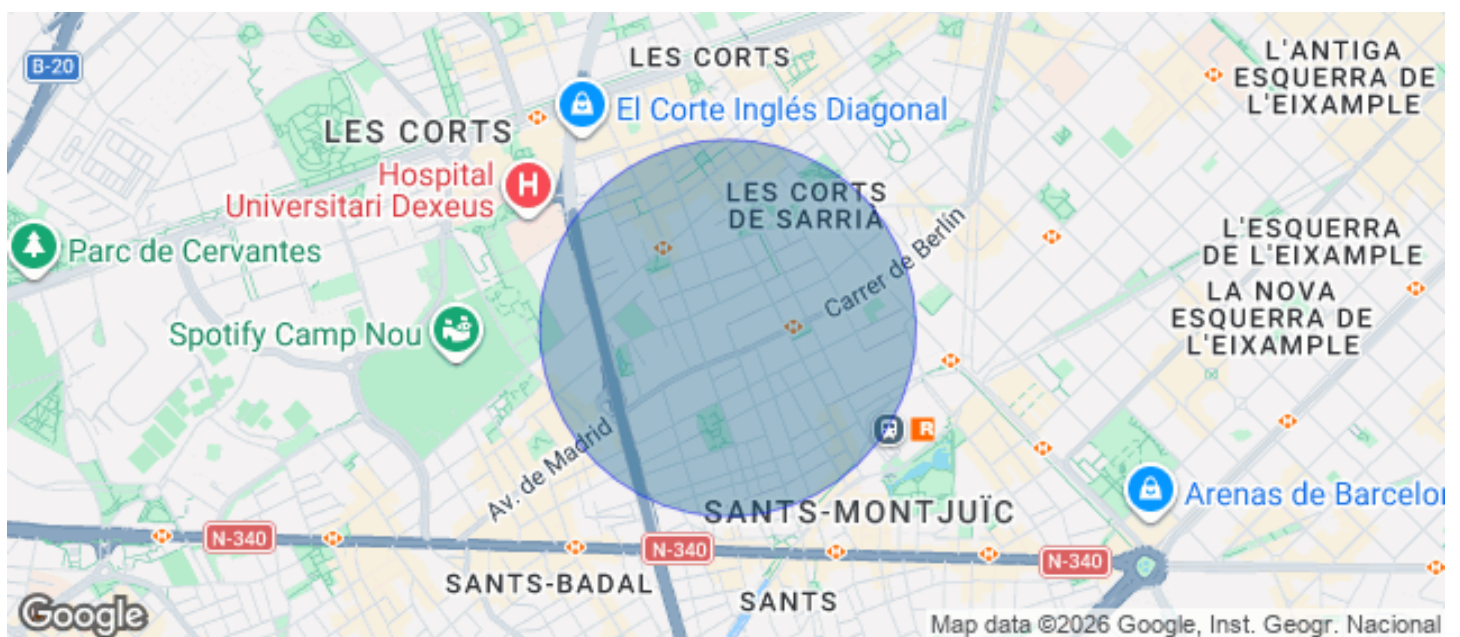 B-20
LES CORTS
L'ANTIGA
ESQUERRA DE
L'EIXAMPLE
El Corte Inglés Diagonal
LES CORTS
Hospital
Universitari Dexeus
H
LES CORTS
DE SARRIÀ
Parc de Cervantes
Carrer de Berlín
L'ESQUERRA
DE L'EIXAMPLE
LA NOVA
ESQUERRA DE
L'EIXAMPLE
Spotify Camp Nou
Av. de Madrid
R
Arenas de Barcelon
SANTS-MONTJUÏC
N-340
N-340
N-340
SANTS-BADAL
SANTS
Google
Map data ©2026 Google, Inst. Geogr. Nacional